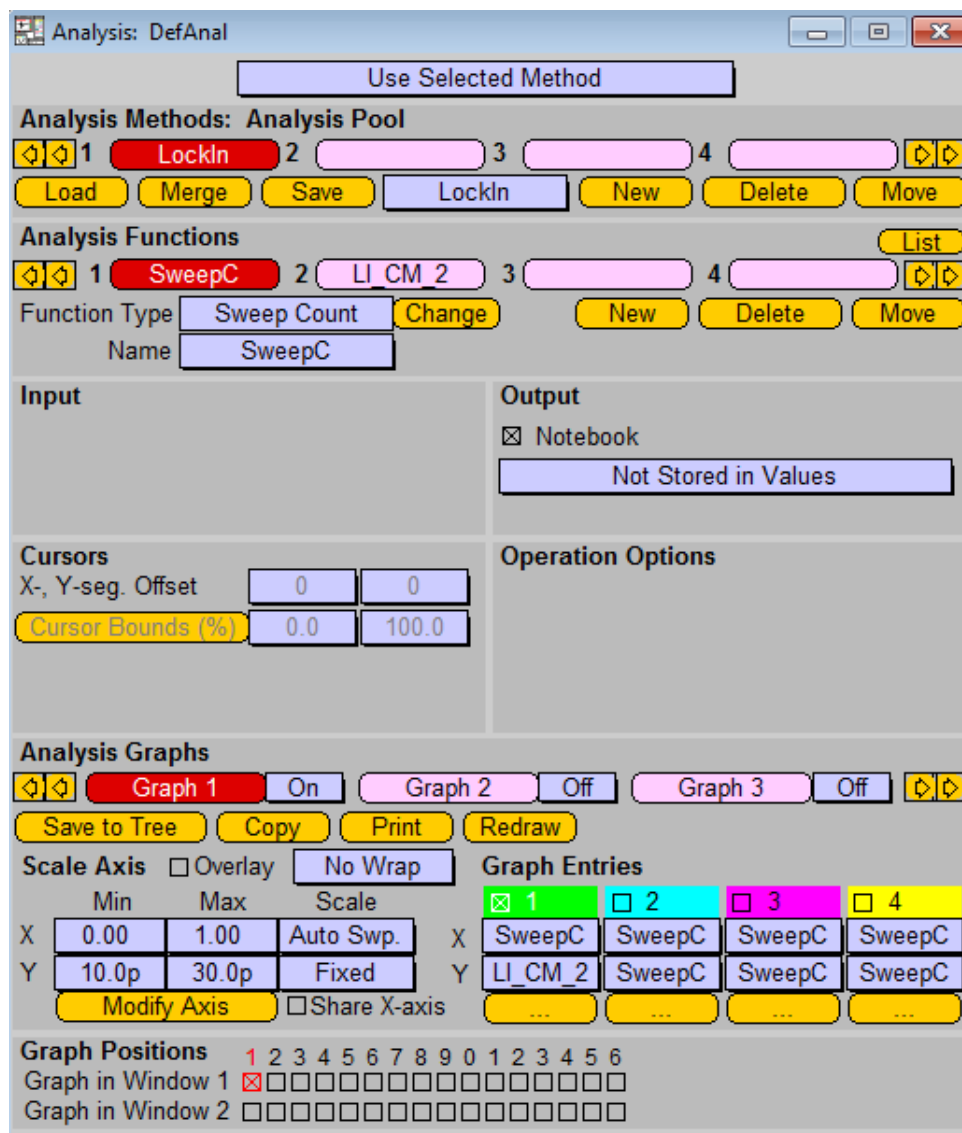 Analysis: DefAnal
Use Selected Method
Analysis Methods: Analysis Pool
1 LockIn 2 3 4
Load Merge Save LockIn New Delete Move
Analysis Functions List
1 SweepC 2 LI_CM_2 3 4
Function Type Sweep Count Change New Delete Move
Name SweepC
Input Output
Notebook
Not Stored in Values
Cursors Operation Options
X-, Y-seg. Offset 0 0
Cursor Bounds (%) 0.0 100.0
Analysis Graphs
Graph 1 On Graph 2 Off Graph 3 Off
Save to Tree Copy Print Redraw
Scale Axis Overlay No Wrap Graph Entries
Min Max Scale 1 2 3 4
X 0.00 1.00 Auto Swp. X SweepC SweepC SweepC SweepC
Y 10.0p 30.0p Fixed Y LI_CM_2 SweepC SweepC SweepC
Modify Axis Share X-axis ... ... ... ...
Graph Positions 1 2 3 4 5 6 7 8 9 0 1 2 3 4 5 6
Graph in Window 1
Graph in Window 2